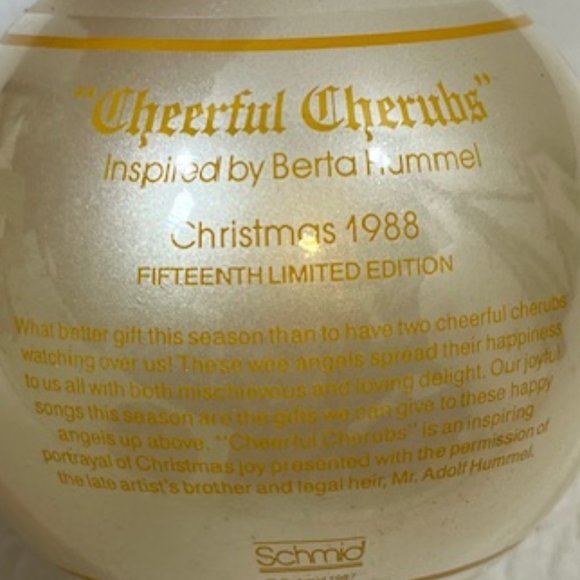 "Cheerful Cherubs"
Inspired by Berta Hummel
Christmas 1988
FIFTEENTH LIMITED EDITION
What better gift this season than to have two cheerful cherubs
watching over us! These wee angels spread their happiness
to us all with both mischievous and loving delight. Our joyful
songs this season are the gifts we can give to these happy
angels up above. "Cheerful Cherubs" is an inspiring
portrayal of Christmas joy presented with the permission of
the late artist's brother and legal heir, Mr. Adolf Hummel.
Schmid
1987